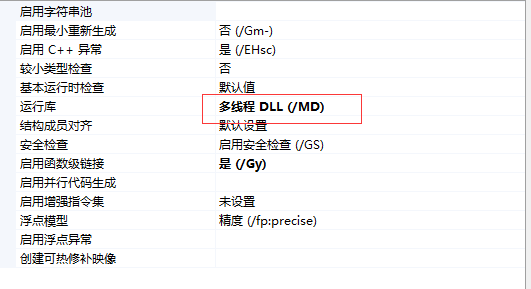 启用字符串池
启用最小重新生成 否 (/Gm-)
启用 C++ 异常 是 (/EHsc)
较小类型检查 否
基本运行时检查 默认值
运行库 多线程 DLL (/MD)
结构成员对齐 默认设置
安全检查 启用安全检查 (/GS)
启用函数级链接 是 (/Gy)
启用并行代码生成
启用增强指令集 未设置
浮点模型 精度 (/fp:precise)
启用浮点异常
创建可热修补映像